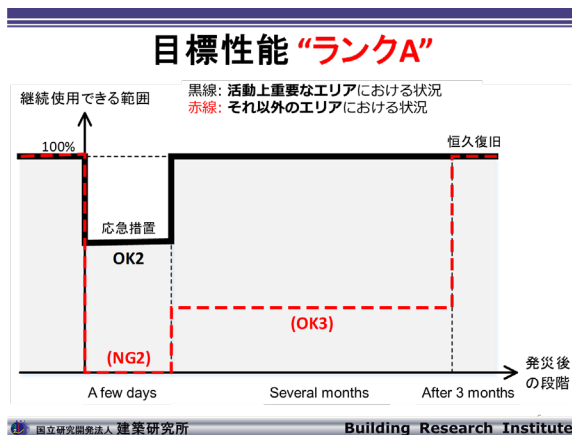 目標性能 “ランクA”
黒線: 活動上重要なエリアにおける状況
赤線: それ以外のエリアにおける状況
継続使用できる範囲
100%
恒久復旧
応急措置
OK2
(OK3)
(NG2)
発災後
の段階
A few days
Several months
After 3 months
国立研究開発法人 建築研究所
Building Research Institute